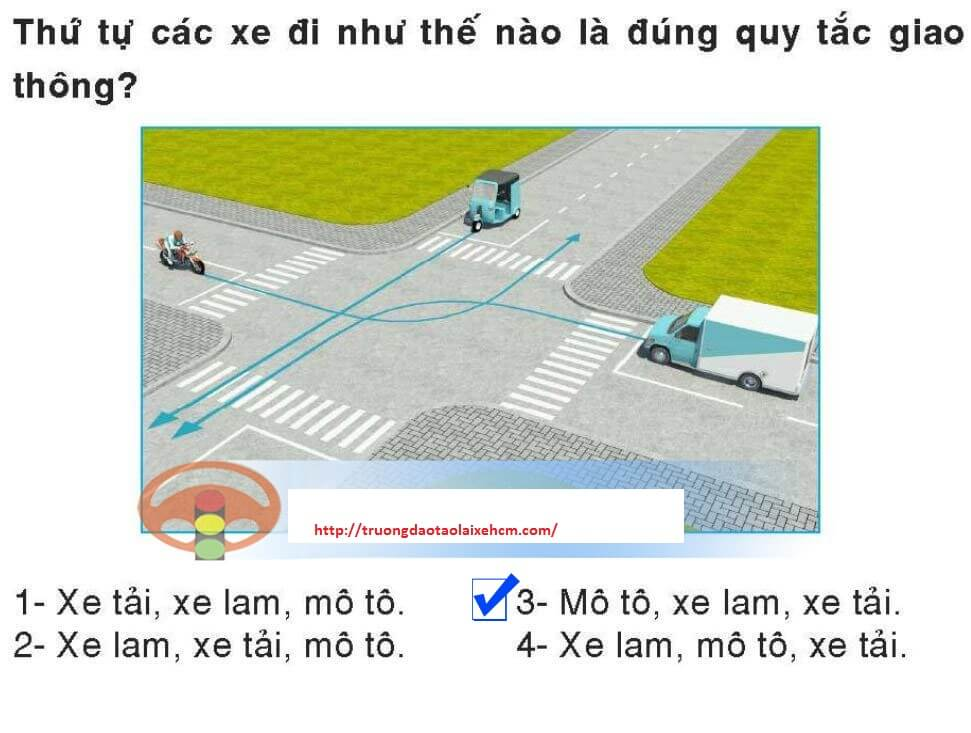 Thứ tự các xe đi như thế nào là đúng quy tắc giao
thông?
http://truongdaotaolaixehcm.com/
1- Xe tải, xe lam, mô tô.
3- Mô tô, xe lam, xe tải.
2- Xe lam, xe tải, mô tô.
4- Xe lam, mô tô, xe tải.